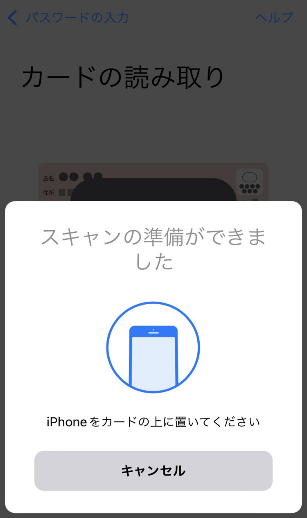 パスワードの入力
ヘルプ
カードの読み取り
氏名
住所
スキャンの準備ができま
した
iPhoneをカードの上に置いてください
キャンセル